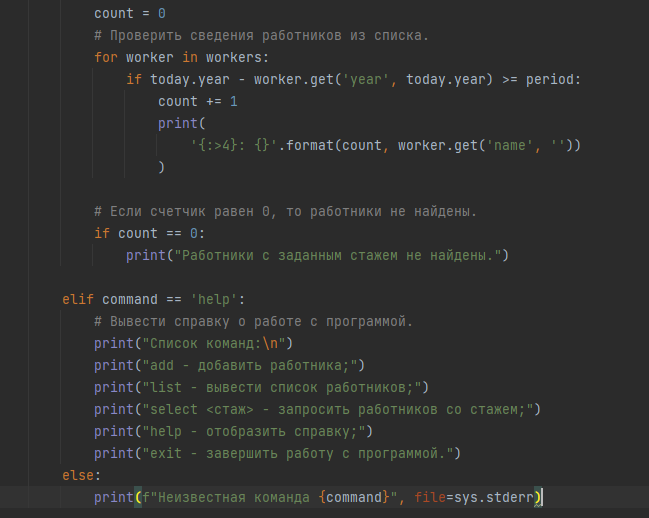 count = 0
# Проверить сведения работников из списка.
for worker in workers:
if today.year - worker.get('year', today.year) >= period:
count += 1
print(
'{:>4}: {}'.format(count, worker.get('name', ''))
)
# Если счетчик равен 0, то работники не найдены.
if count == 0:
print("Работники с заданным стажем не найдены.")
elif command == 'help':
# Вывести справку о работе с программой.
print("Список команд:\n")
print("add - добавить работника;")
print("list - вывести список работников;")
print("select <стаж> - запросить работников со стажем;")
print("help - отобразить справку;")
print("exit - завершить работу с программой.")
else:
print(f"Неизвестная команда {command}", file=sys.stderr)